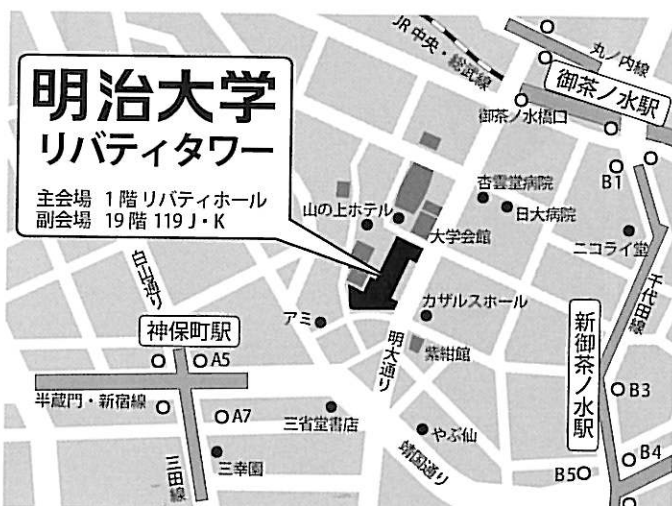 明治大学
リバティタワー
主会場 1階 リバティホール
副会場 19階 119 J・K
JR中央・総武線
丸ノ内線
御茶ノ水駅
御茶ノ水橋口
B1
杏雲堂病院
日大病院
山の上ホテル
大学会館
ニコライ堂
白山通り
千代田線
カザルスホール
アミ
神保町駅
明大通り
紫紺館
新御茶ノ水駅
A5
半蔵門・新宿線
A7
三省堂書店
やぶ仙
B3
三田線
三幸園
靖国通り
B5
B4